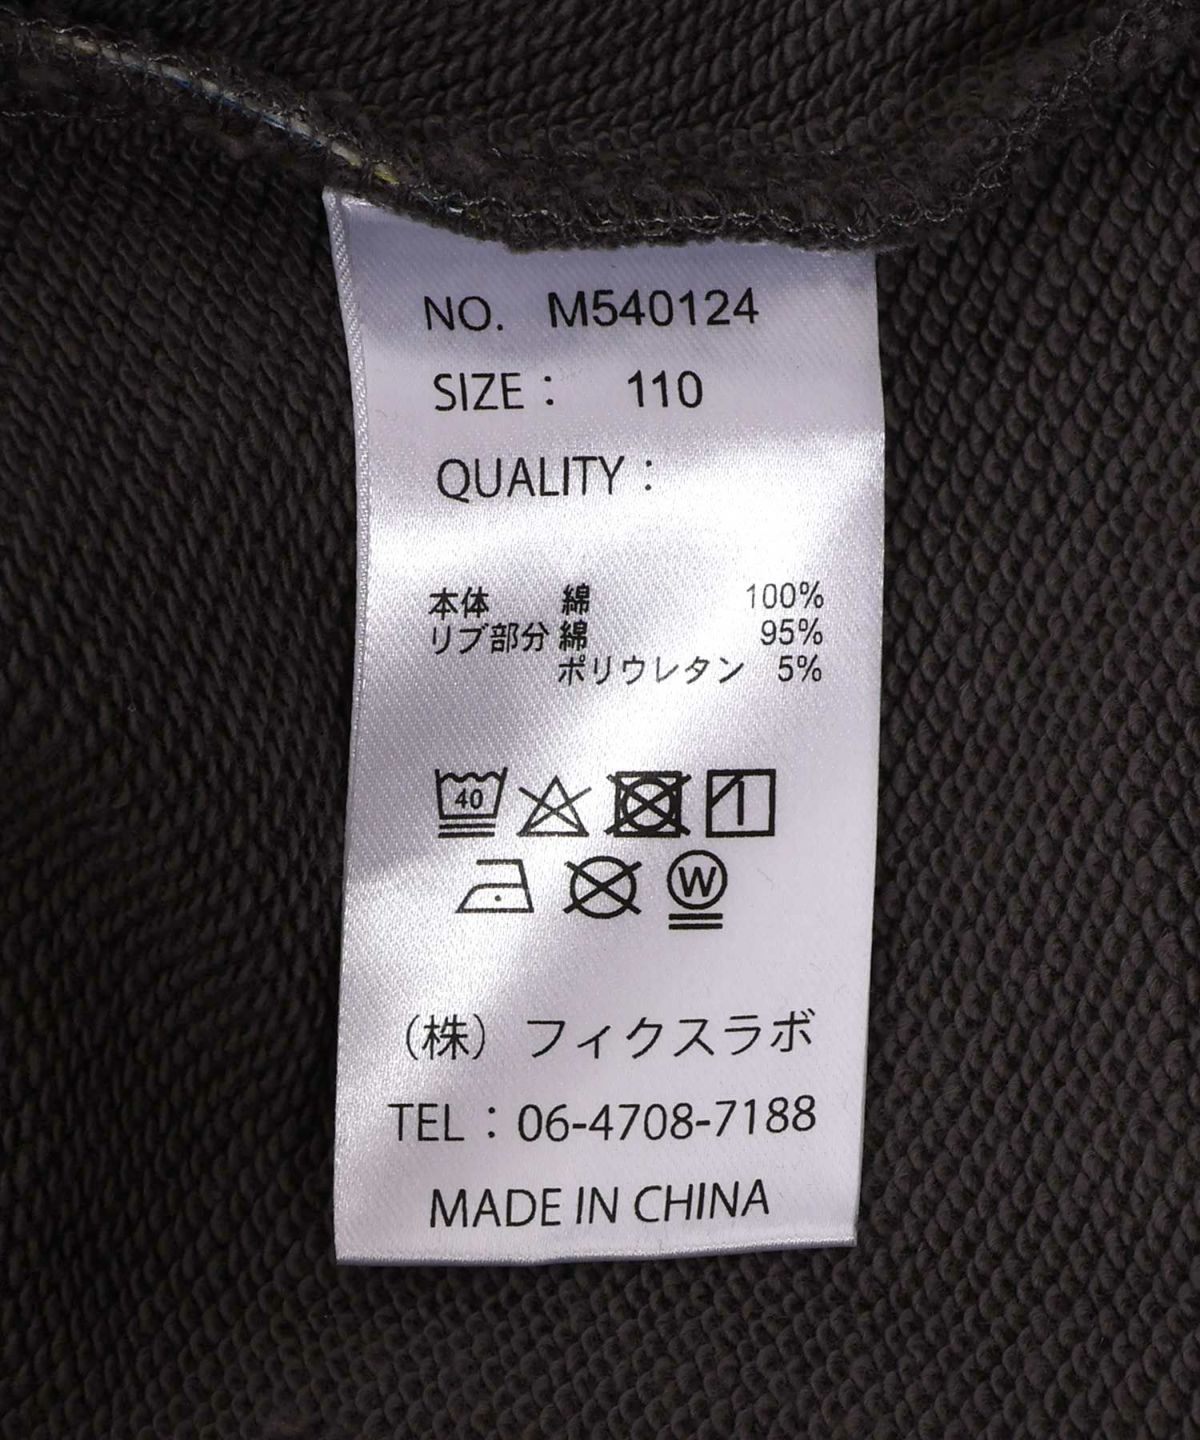 NO. M540124
SIZE： 110
QUALITY：
本体 綿 100%
リブ部分 綿 95%
ポリウレタン 5%
40
W
（株）フィクスラボ
TEL：06-4708-7188
MADE IN CHINA